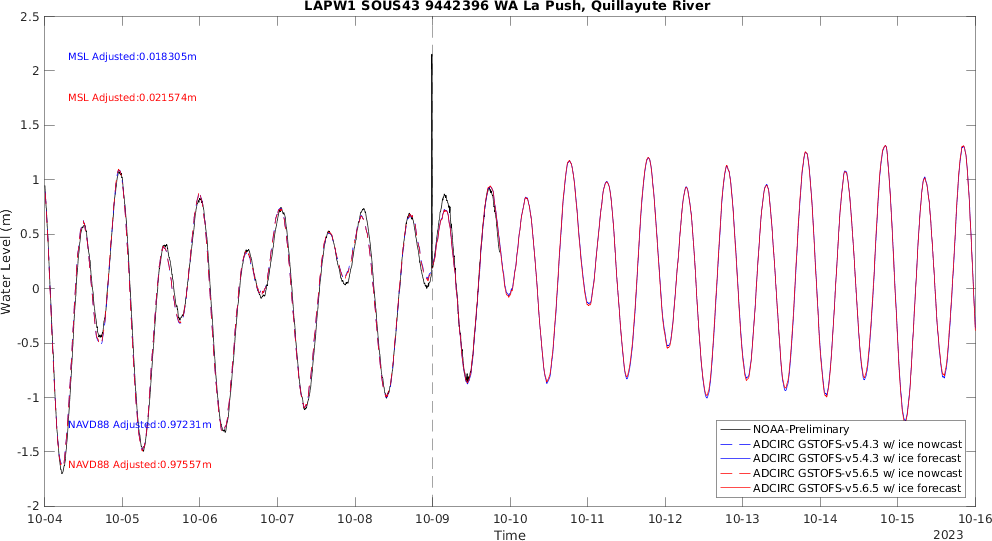 LAPW1 SOUS43 9442396 WA La Push, Quillayute River
2.5
2
1.5
1
0.5
0
-0.5
-1
-1.5
-2
Water Level (m)
MSL Adjusted:0.018305m
MSL Adjusted:0.021574m
NAVD88 Adjusted:0.97231m
NAVD88 Adjusted:0.97557m
NOAA-Preliminary
ADCIRC GSTOFS-v5.4.3 w/ ice nowcast
ADCIRC GSTOFS-v5.4.3 w/ ice forecast
ADCIRC GSTOFS-v5.6.5 w/ ice nowcast
ADCIRC GSTOFS-v5.6.5 w/ ice forecast
10-04 10-05 10-06 10-07 10-08 10-09 10-10 10-11 10-12 10-13 10-14 10-15 10-16
Time
2023